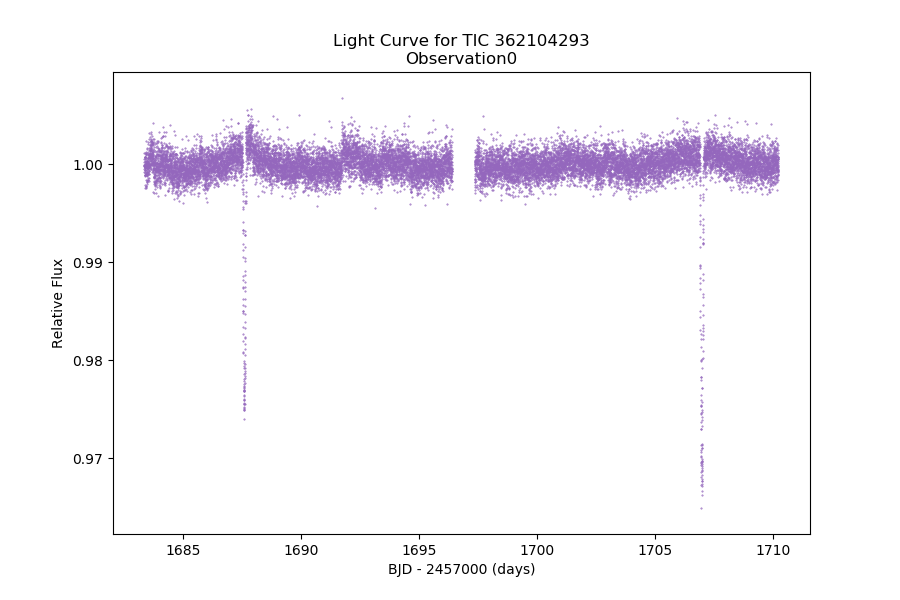 Light Curve for TIC 362104293
Observation0
1.00
0.99
0.98
0.97
Relative Flux
1685
1690
1695
1700
1705
1710
BJD - 2457000 (days)